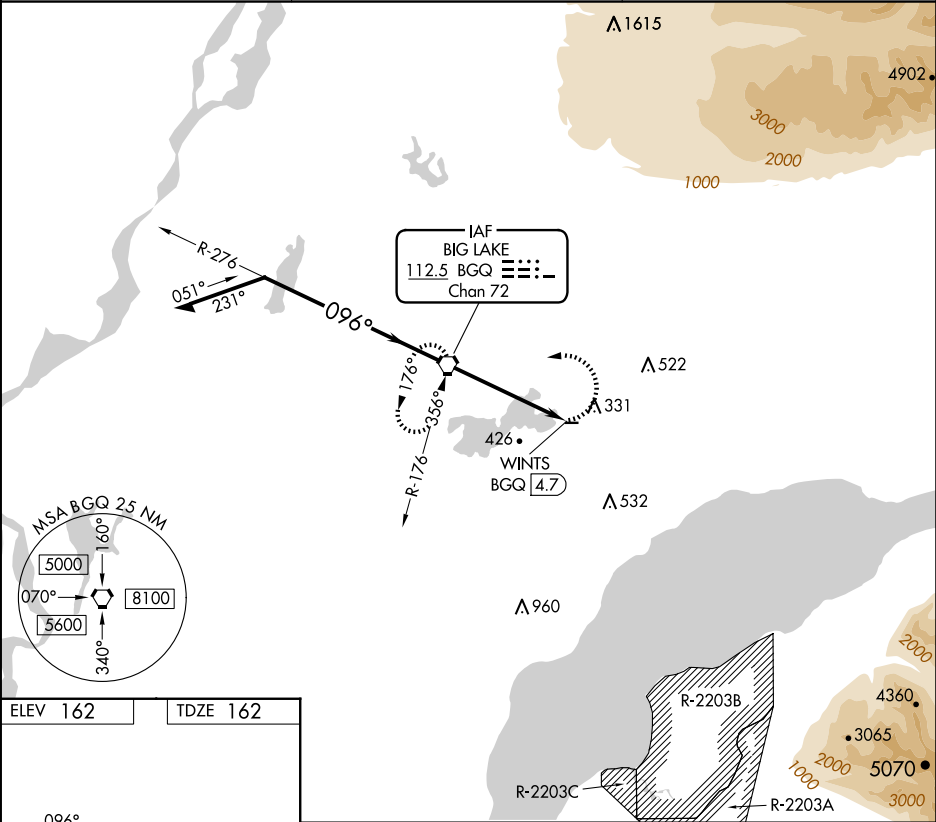 1615
4902
3000
2000
1000
IAF
BIG LAKE
112.5 BGQ
Chan 72
R-276
051°
231°
096°
176°
356°
R-176
522
331
426
WINTS
BGQ 4.7
532
MSA BGQ 25 NM
160°
5000
070°
8100
5600
340°
960
2000
R-2203B
4360
3065
1000
2000
5070
3000
R-2203C
R-2203A
ELEV 162
TDZE 162
096°